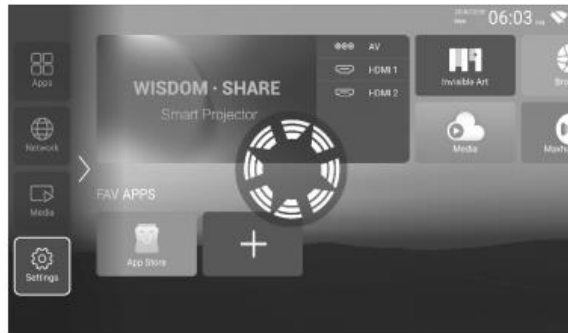 06:03
Apps
Network
Media
Settings
WISDOM · SHARE
Smart Projector
AV
HDMI 1
HDMI 2
Invisible Art
Media
FAV APPS
App Store